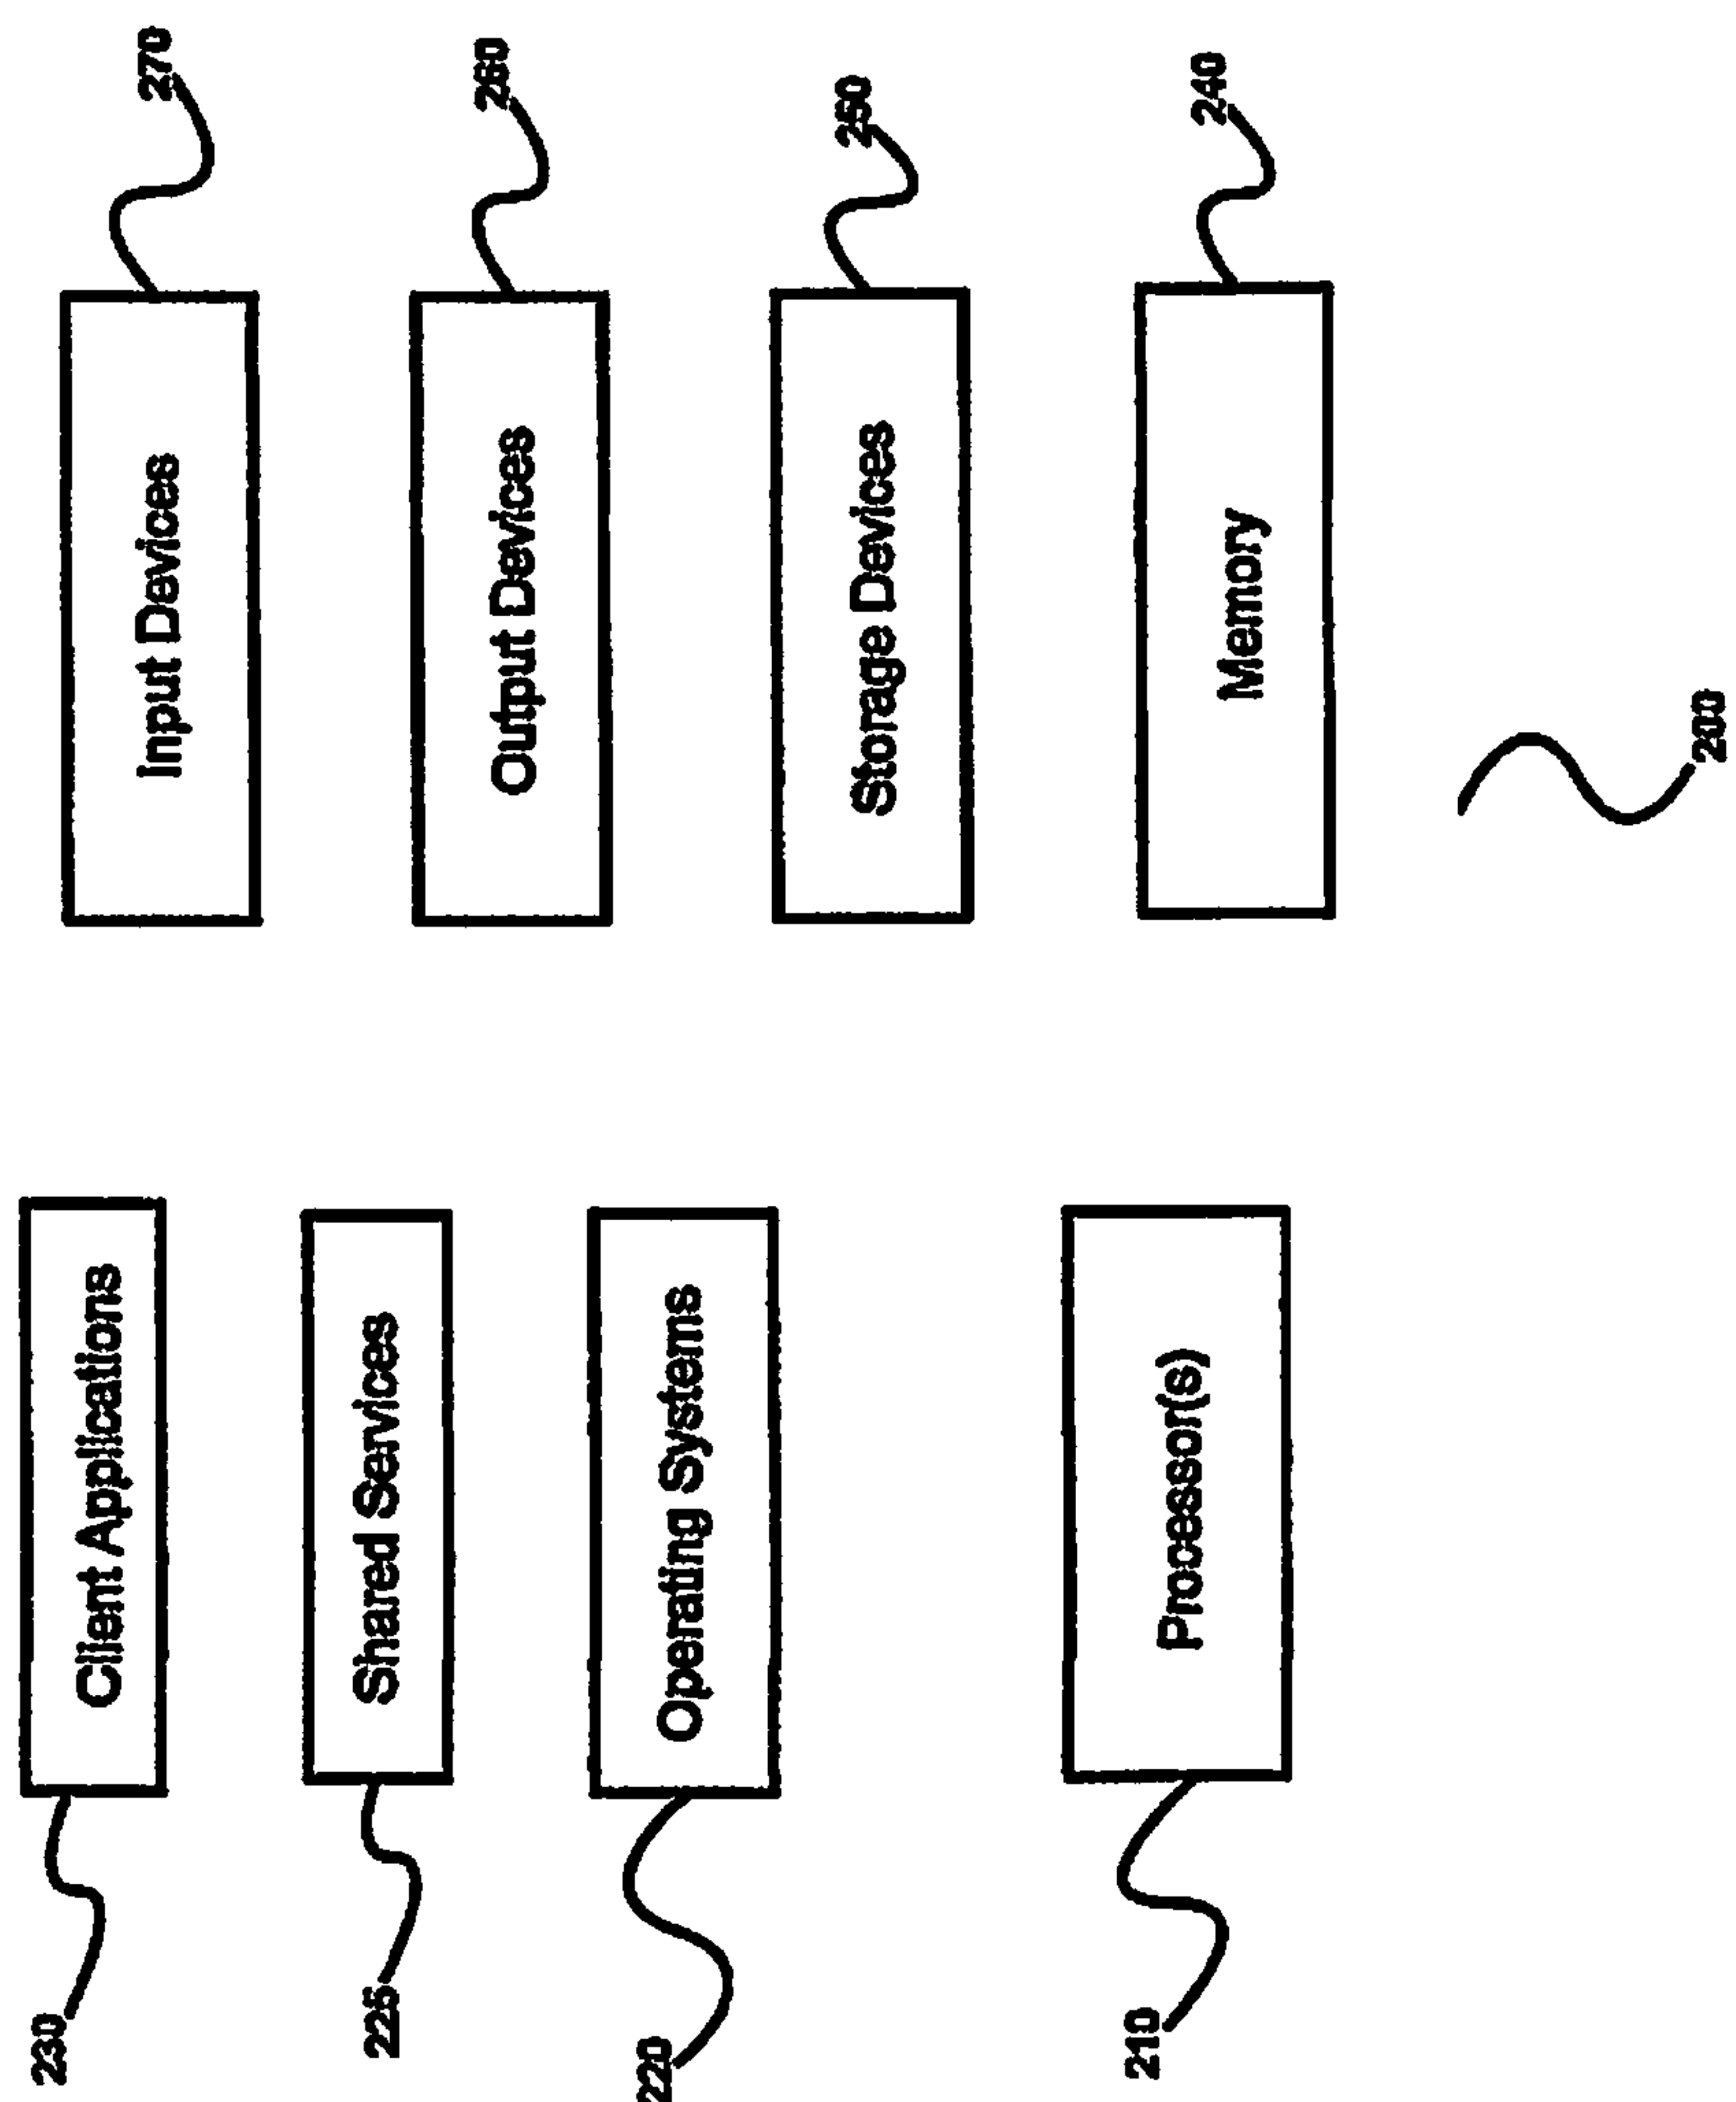 230
Client Applications
Input Devices
270
225
Shared Services
Output Devices
260
220
Operating Systems
Storage Devices
250
210
Processor(s)
Memory
240
200